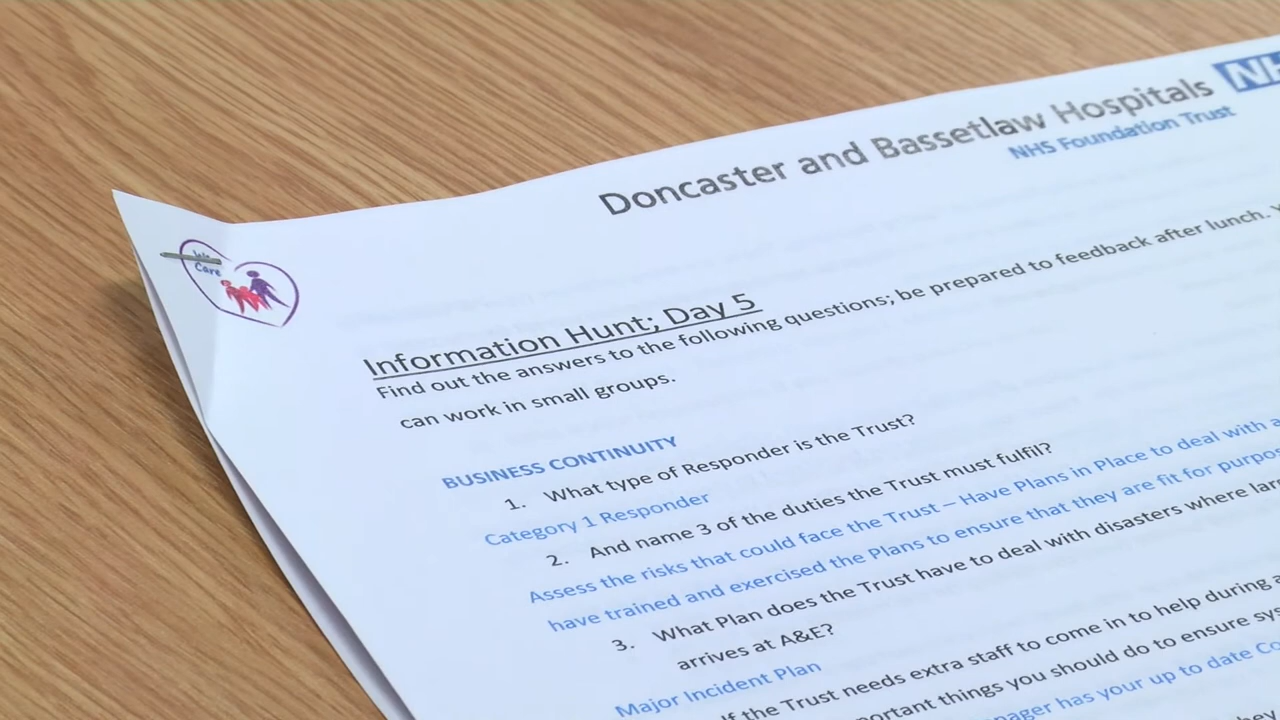 Doncaster and Bassetlaw Hospitals NH
NHS Foundation Trust
We
Care
Information Hunt; Day 5
Find out the answers to the following questions; be prepared to feedback after lunch.
can work in small groups.
BUSINESS CONTINUITY
1. What type of Responder is the Trust?
Category 1 Responder
2. And name 3 of the duties the Trust must fulfil?
Assess the risks that could face the Trust – Have Plans in Place to deal with a
have trained and exercised the Plans to ensure that they are fit for purpos
3. What Plan does the Trust have to deal with disasters where lar
arrives at A&E?
Major Incident Plan
If the Trust needs extra staff to come in to help during a
portant things you should do to ensure sys
nager has your up to date Co